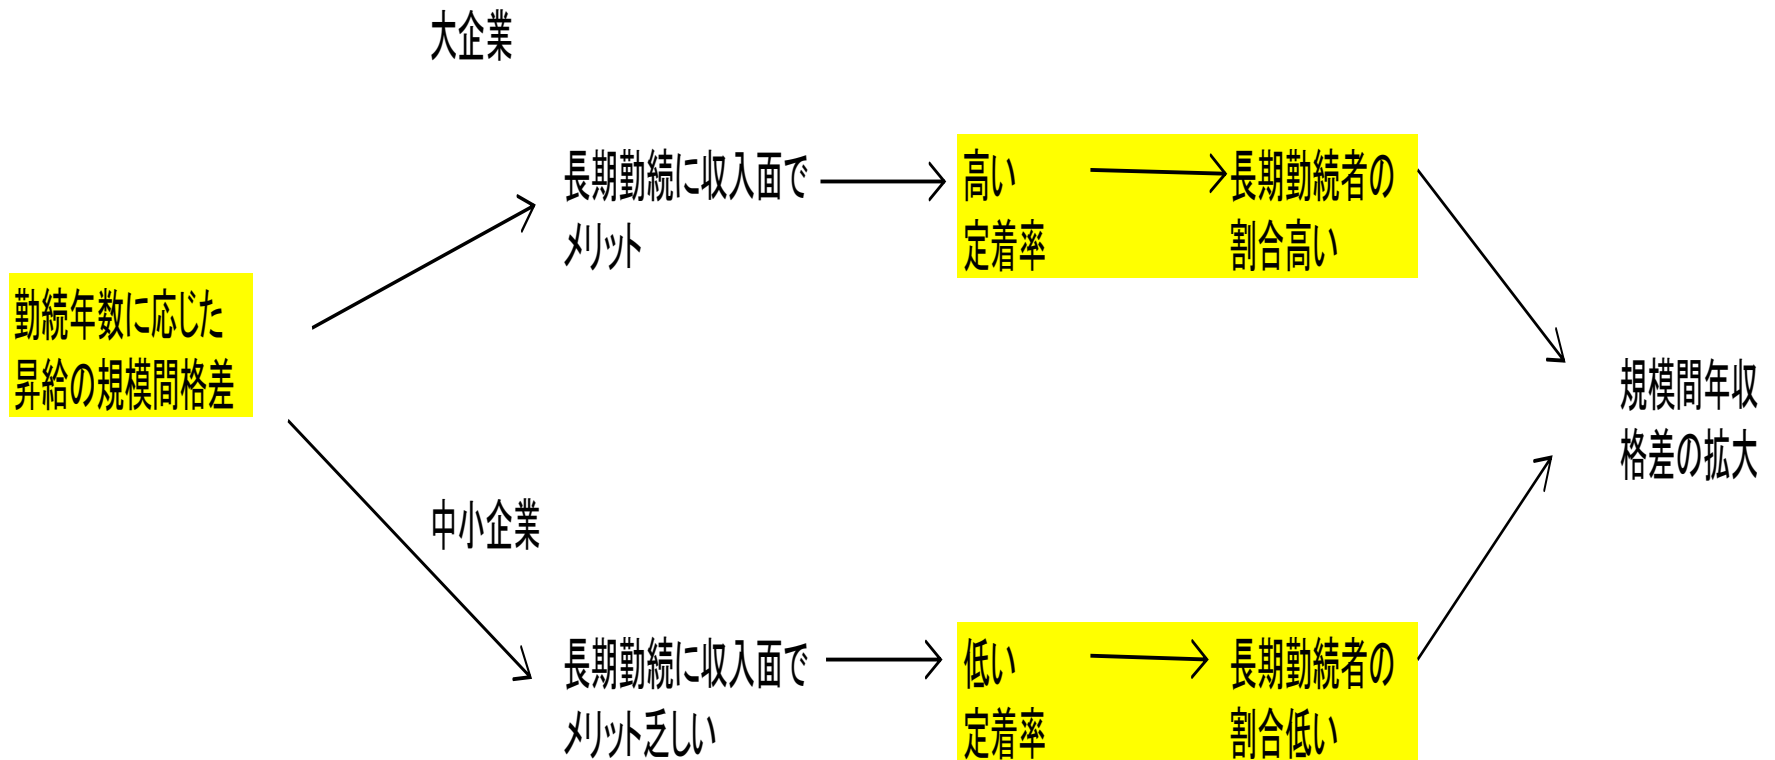 大企業
長期勤続に収入面で
メリット
高い
定着率
長期勤続者の
割合高い
勤続年数に応じた
昇給の規模間格差
規模間年収
格差の拡大
中小企業
長期勤続に収入面で
メリット乏しい
低い
定着率
長期勤続者の
割合低い